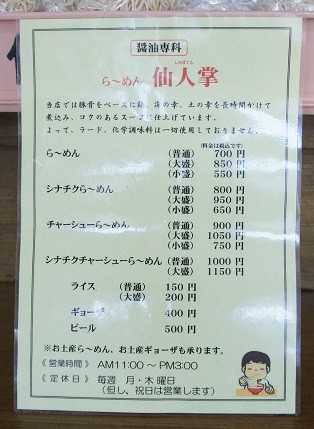 醤油専科
しゃぼてん
ら～めん 仙人掌
当店では豚骨をベースに鶏、海の幸、土の幸を長時間かけて
煮込み、コクのあるスープに仕上げています。
よって、ラード、化学調味料は一切使用しておりません。
(料金は税込です)
ら～めん (普通) 700 円
(大盛) 850 円
(小盛) 550 円
シナチクら～めん (普通) 800 円
(大盛) 950 円
(小盛) 650 円
チャーシューら～めん (普通) 900 円
(大盛) 1050 円
(小盛) 750 円
シナチクチャーシューら～めん (普通) 1000 円
(大盛) 1150 円
ライス (普通) 150 円
(大盛) 200 円
ギョーザ 400 円
ビール 500 円
※お土産ら～めん、お土産ギョーザも承ります。
《 営業時間 》 AM11:00 ～ PM3:00
《 定休日 》 毎週 月・木曜日
(但し、祝日は営業します)